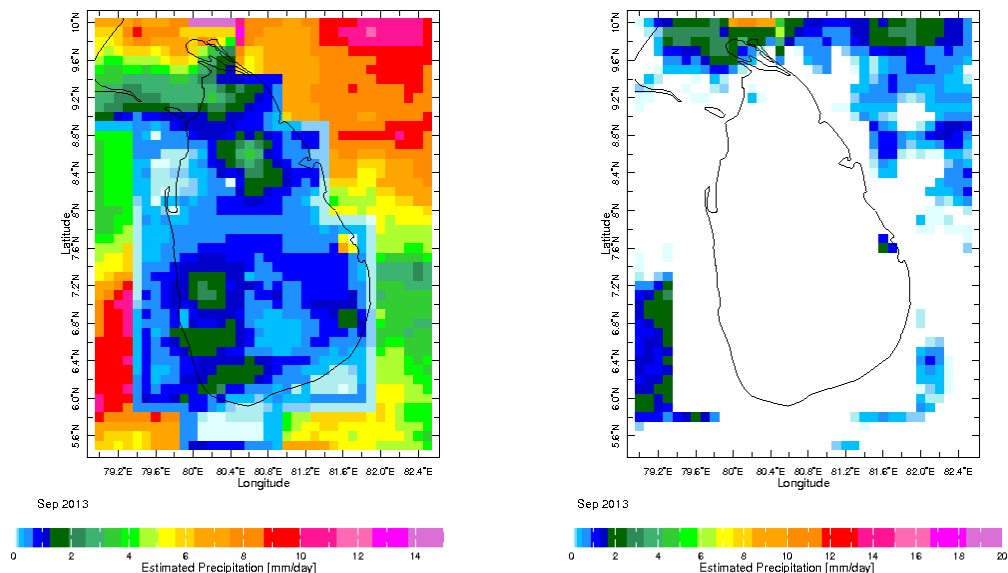 10°N
9.6°N
9.2°N
8.8°N
8.4°N
8°N
7.6°N
7.2°N
6.8°N
6.4°N
6.0°N
5.6°N
Latitude
79.2°E 79.6°E 80°E 80.4°E 80.8°E 81.2°E 81.6°E 82.0°E 82.4°E
Longitude
Sep 2013
0 2 4 6 8 10 12 14
Estimated Precipitation [mm/day]
10°N
9.6°N
9.2°N
8.8°N
8.4°N
8°N
7.6°N
7.2°N
6.8°N
6.4°N
6.0°N
5.6°N
Latitude
79.2°E 79.6°E 80°E 80.4°E 80.8°E 81.2°E 81.6°E 82.0°E 82.4°E
Longitude
Sep 2013
0 2 4 6 8 10 12 14 16 18 20
Estimated Precipitation [mm/day]